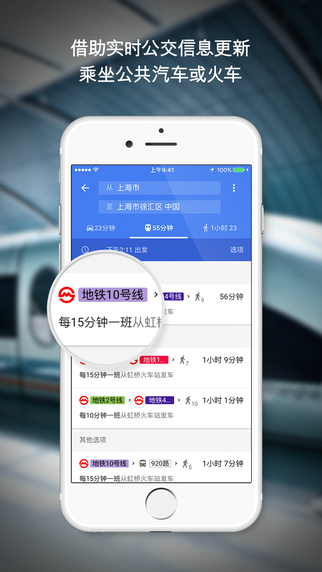 借助实时公交信息更新
乘坐公共汽车或火车
上午9:41
100%
从 上海市
至 上海市徐汇区 中国
23分钟
55分钟
1小时 23
下午2:11 出发
选项
地铁10号线
4号线
9
56分钟
每15分钟一班从虹桥
发车
地铁1
7
1小时 9分钟
每15分钟一班从虹桥火车站发车
地铁2号线
地铁4
10
1小时 1分钟
每10分钟一班从虹桥火车站发车
其他选项
地铁10号线
920路
5
1小时 7分钟
每15分钟一班从虹桥火车站发车